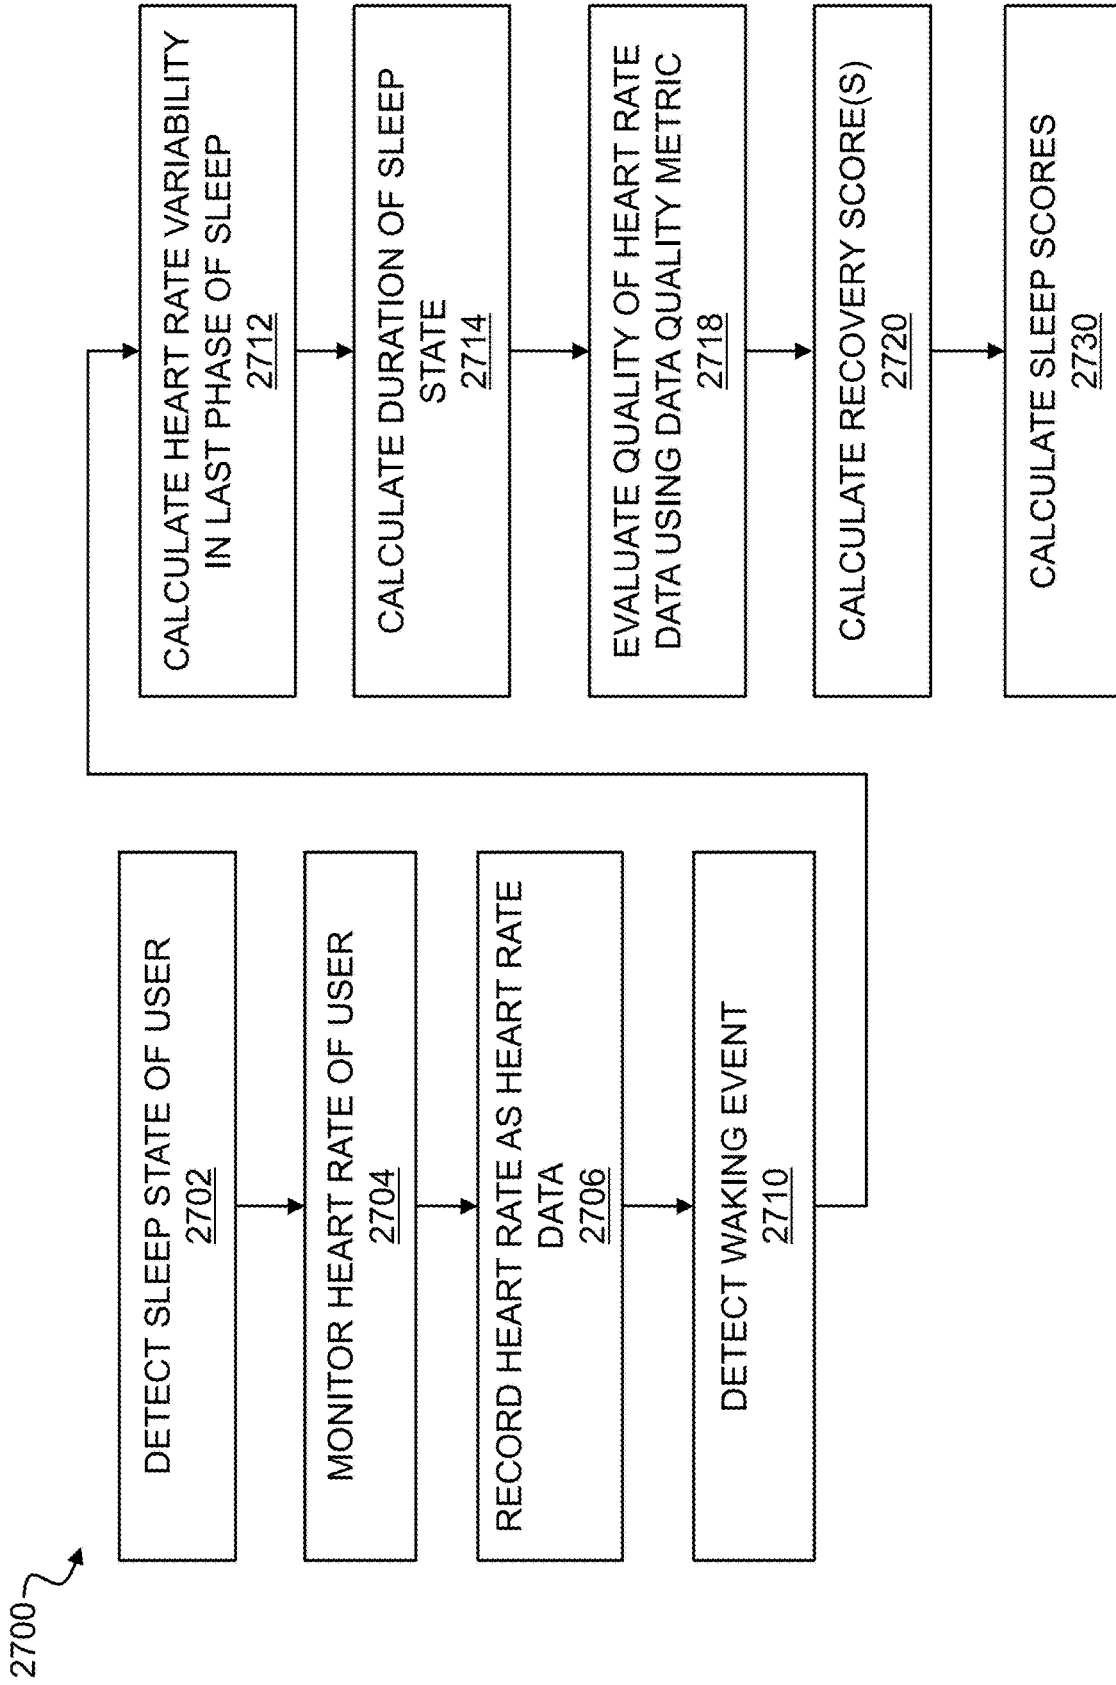 2700
DETECT SLEEP STATE OF USER
2702
MONITOR HEART RATE OF USER
2704
RECORD HEART RATE AS HEART RATE
DATA
2706
DETECT WAKING EVENT
2710
CALCULATE HEART RATE VARIABILITY
IN LAST PHASE OF SLEEP
2712
CALCULATE DURATION OF SLEEP
STATE
2714
EVALUATE QUALITY OF HEART RATE
DATA USING DATA QUALITY METRIC
2718
CALCULATE RECOVERY SCORE(S)
2720
CALCULATE SLEEP SCORES
2730